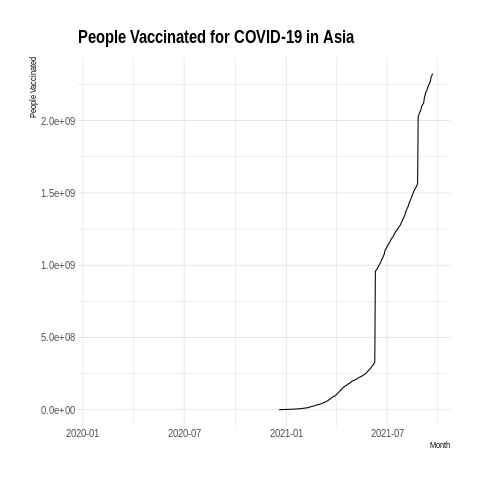 People Vaccinated for COVID-19 in Asia
People Vaccinated
2.0e+09
1.5e+09
1.0e+09
5.0e+08
0.0e+00
2020-01 2020-07 2021-01 2021-07
Month